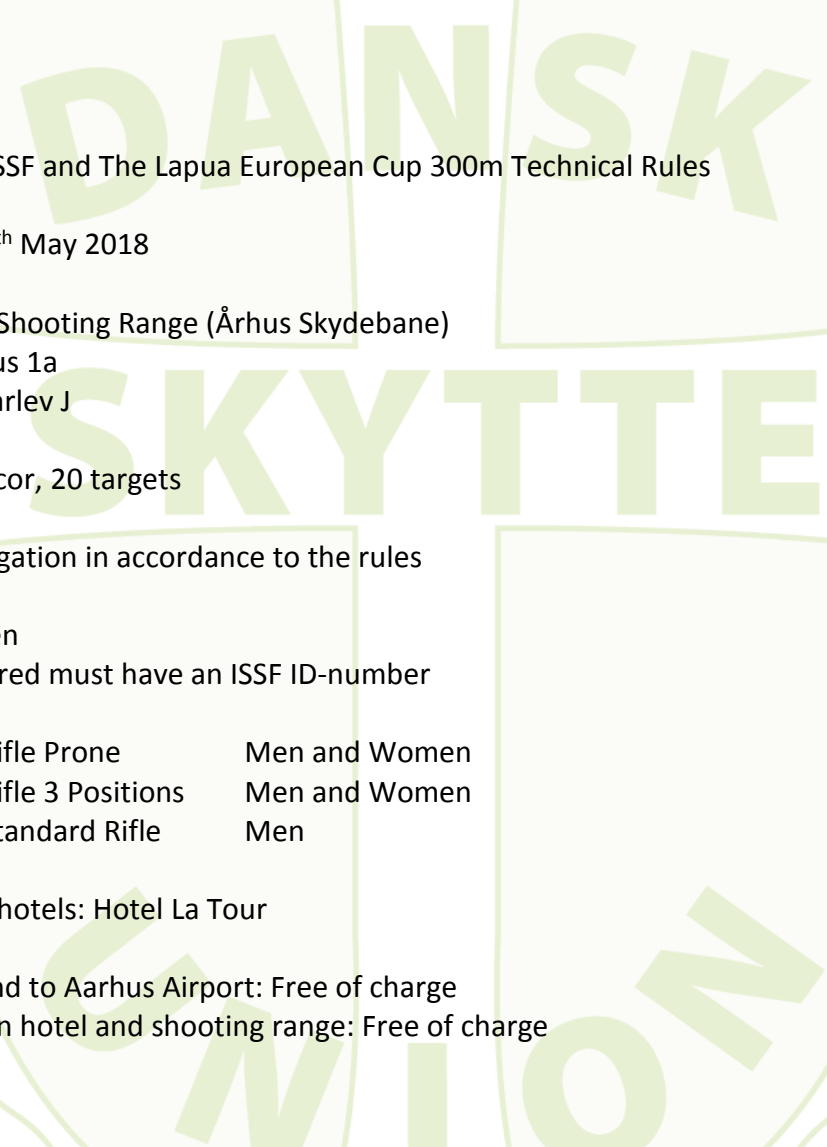 DANSK
SSF and The Lapua European Cup 300m Technical Rules
th May 2018
Shooting Range (Århus Skydebane)
us 1a
arlev J
SKYTTE
cor, 20 targets
gation in accordance to the rules
en
red must have an ISSF ID-number
ifle Prone Men and Women
ifle 3 Positions Men and Women
tandard Rifle Men
hotels: Hotel La Tour
nd to Aarhus Airport: Free of charge
n hotel and shooting range: Free of charge
UNION